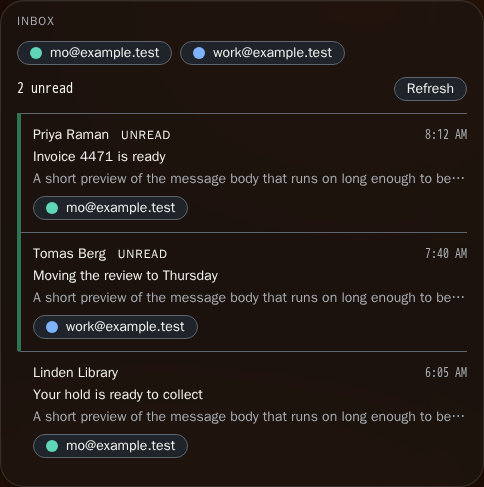 INBOX
mo@example.test work@example.test
2 unread Refresh
Priya Raman UNREAD 8:12 AM
Invoice 4471 is ready
A short preview of the message body that runs on long enough to be…
mo@example.test
Tomas Berg UNREAD 7:40 AM
Moving the review to Thursday
A short preview of the message body that runs on long enough to be…
work@example.test
Linden Library 6:05 AM
Your hold is ready to collect
A short preview of the message body that runs on long enough to be…
mo@example.test